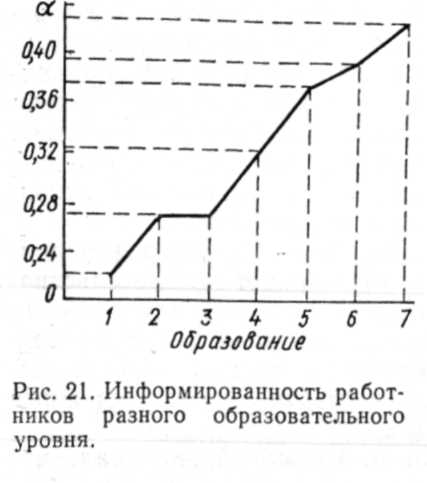 α
0,40
0,36
0,32
0,28
0,24
0
1 2 3 4 5 6 7
Образование
Рис. 21. Информированность работ-
ников разного образовательного
уровня.